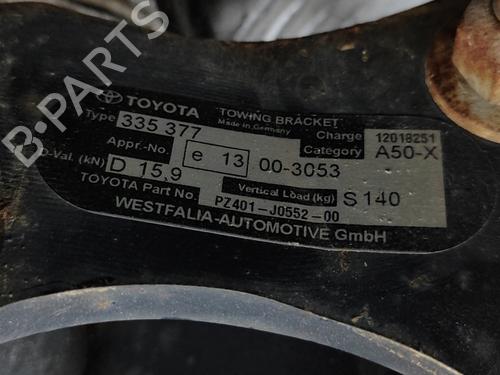 TOYOTA TOWING BRACKET
Made in Germany
Type 335 377 Charge 12018251
Appr.-No. e 13 00-3053 Category A50-X
D-Val. (kN) D 15,9 Vertical Load (kg) S 140
TOYOTA Part No. PZ401-J0552-00
WESTFALIA-AUTOMOTIVE GmbH
B-PARTS